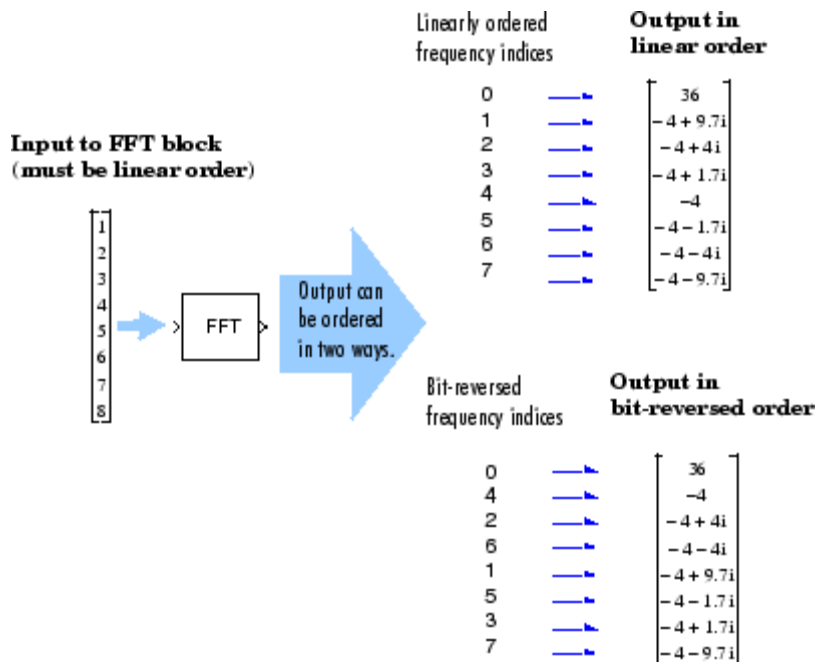 Input to FFT block
(must be linear order)
1
2
3
4
5
6
7
8
FFT
Output can
be ordered
in two ways.
Linearly ordered
frequency indices
Output in
linear order
0 36
1 -4 + 9.7i
2 -4 + 4i
3 -4 + 1.7i
4 -4
5 -4 - 1.7i
6 -4 - 4i
7 -4 - 9.7i
Bit-reversed
frequency indices
Output in
bit-reversed order
0 36
4 -4
2 -4 + 4i
6 -4 - 4i
1 -4 + 9.7i
5 -4 - 1.7i
3 -4 + 1.7i
7 -4 - 9.7i